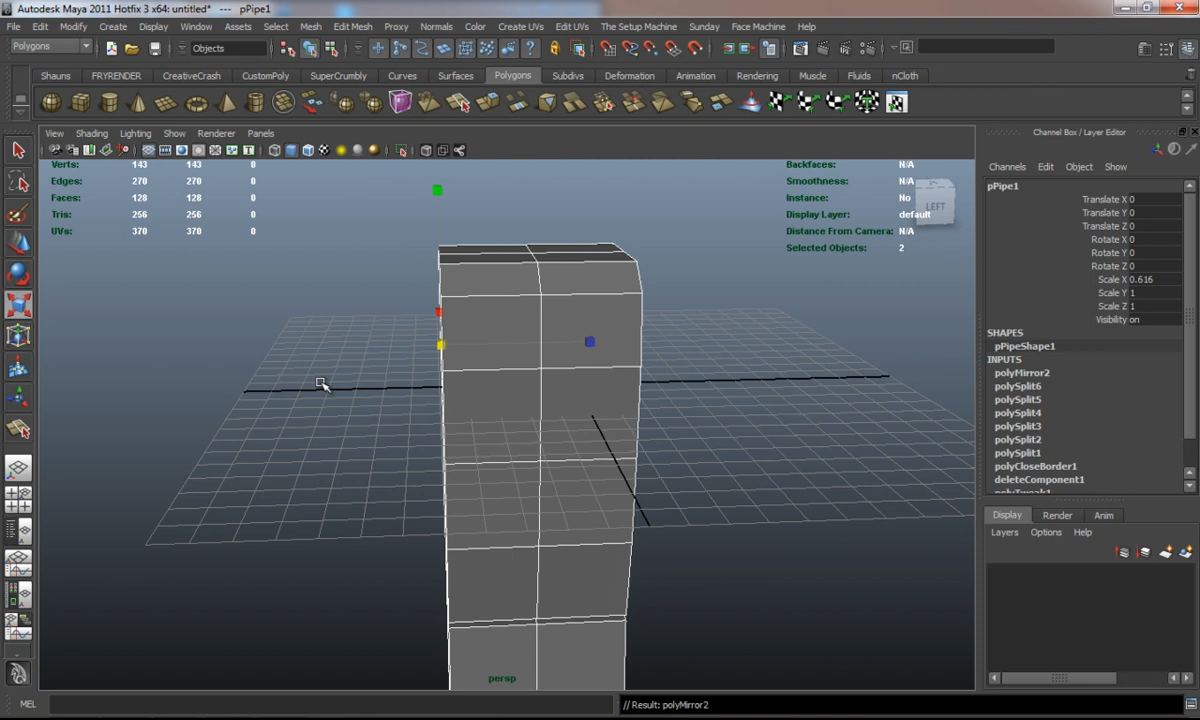 Autodesk Maya 2011 Hotfix 3 x64: untitled* --- pPipe1
File Edit Modify Create Display Window Assets Select Mesh Edit Mesh Proxy Normals Color Create UVs Edit UVs The Setup Machine Sunday Face Machine Help
Polygons Objects
Shauns FRYRENDER CreativeCrash CustomPoly SuperCrumbly Curves Surfaces Polygons Subdivs Deformation Animation Rendering Muscle Fluids nCloth
View Shading Lighting Show Renderer Panels
Verts: 143 143 0
Edges: 270 270 0
Faces: 128 128 0
Tris: 256 256 0
UVs: 370 370 0
Backfaces: N/A
Smoothness: N/A
Instance: No
Display Layer: default
Distance From Camera: N/A
Selected Objects: 2
LEFT
persp
Channel Box / Layer Editor
Channels Edit Object Show
pPipe1
Translate X 0
Translate Y 0
Translate Z 0
Rotate X 0
Rotate Y 0
Rotate Z 0
Scale X 0.616
Scale Y 1
Scale Z 1
Visibility on
SHAPES
pPipeShape1
INPUTS
polyMirror2
polySplit6
polySplit5
polySplit4
polySplit3
polySplit2
polySplit1
polyCloseBorder1
deleteComponent1
polyTweak1
Display Render Anim
Layers Options Help
MEL // Result: polyMirror2